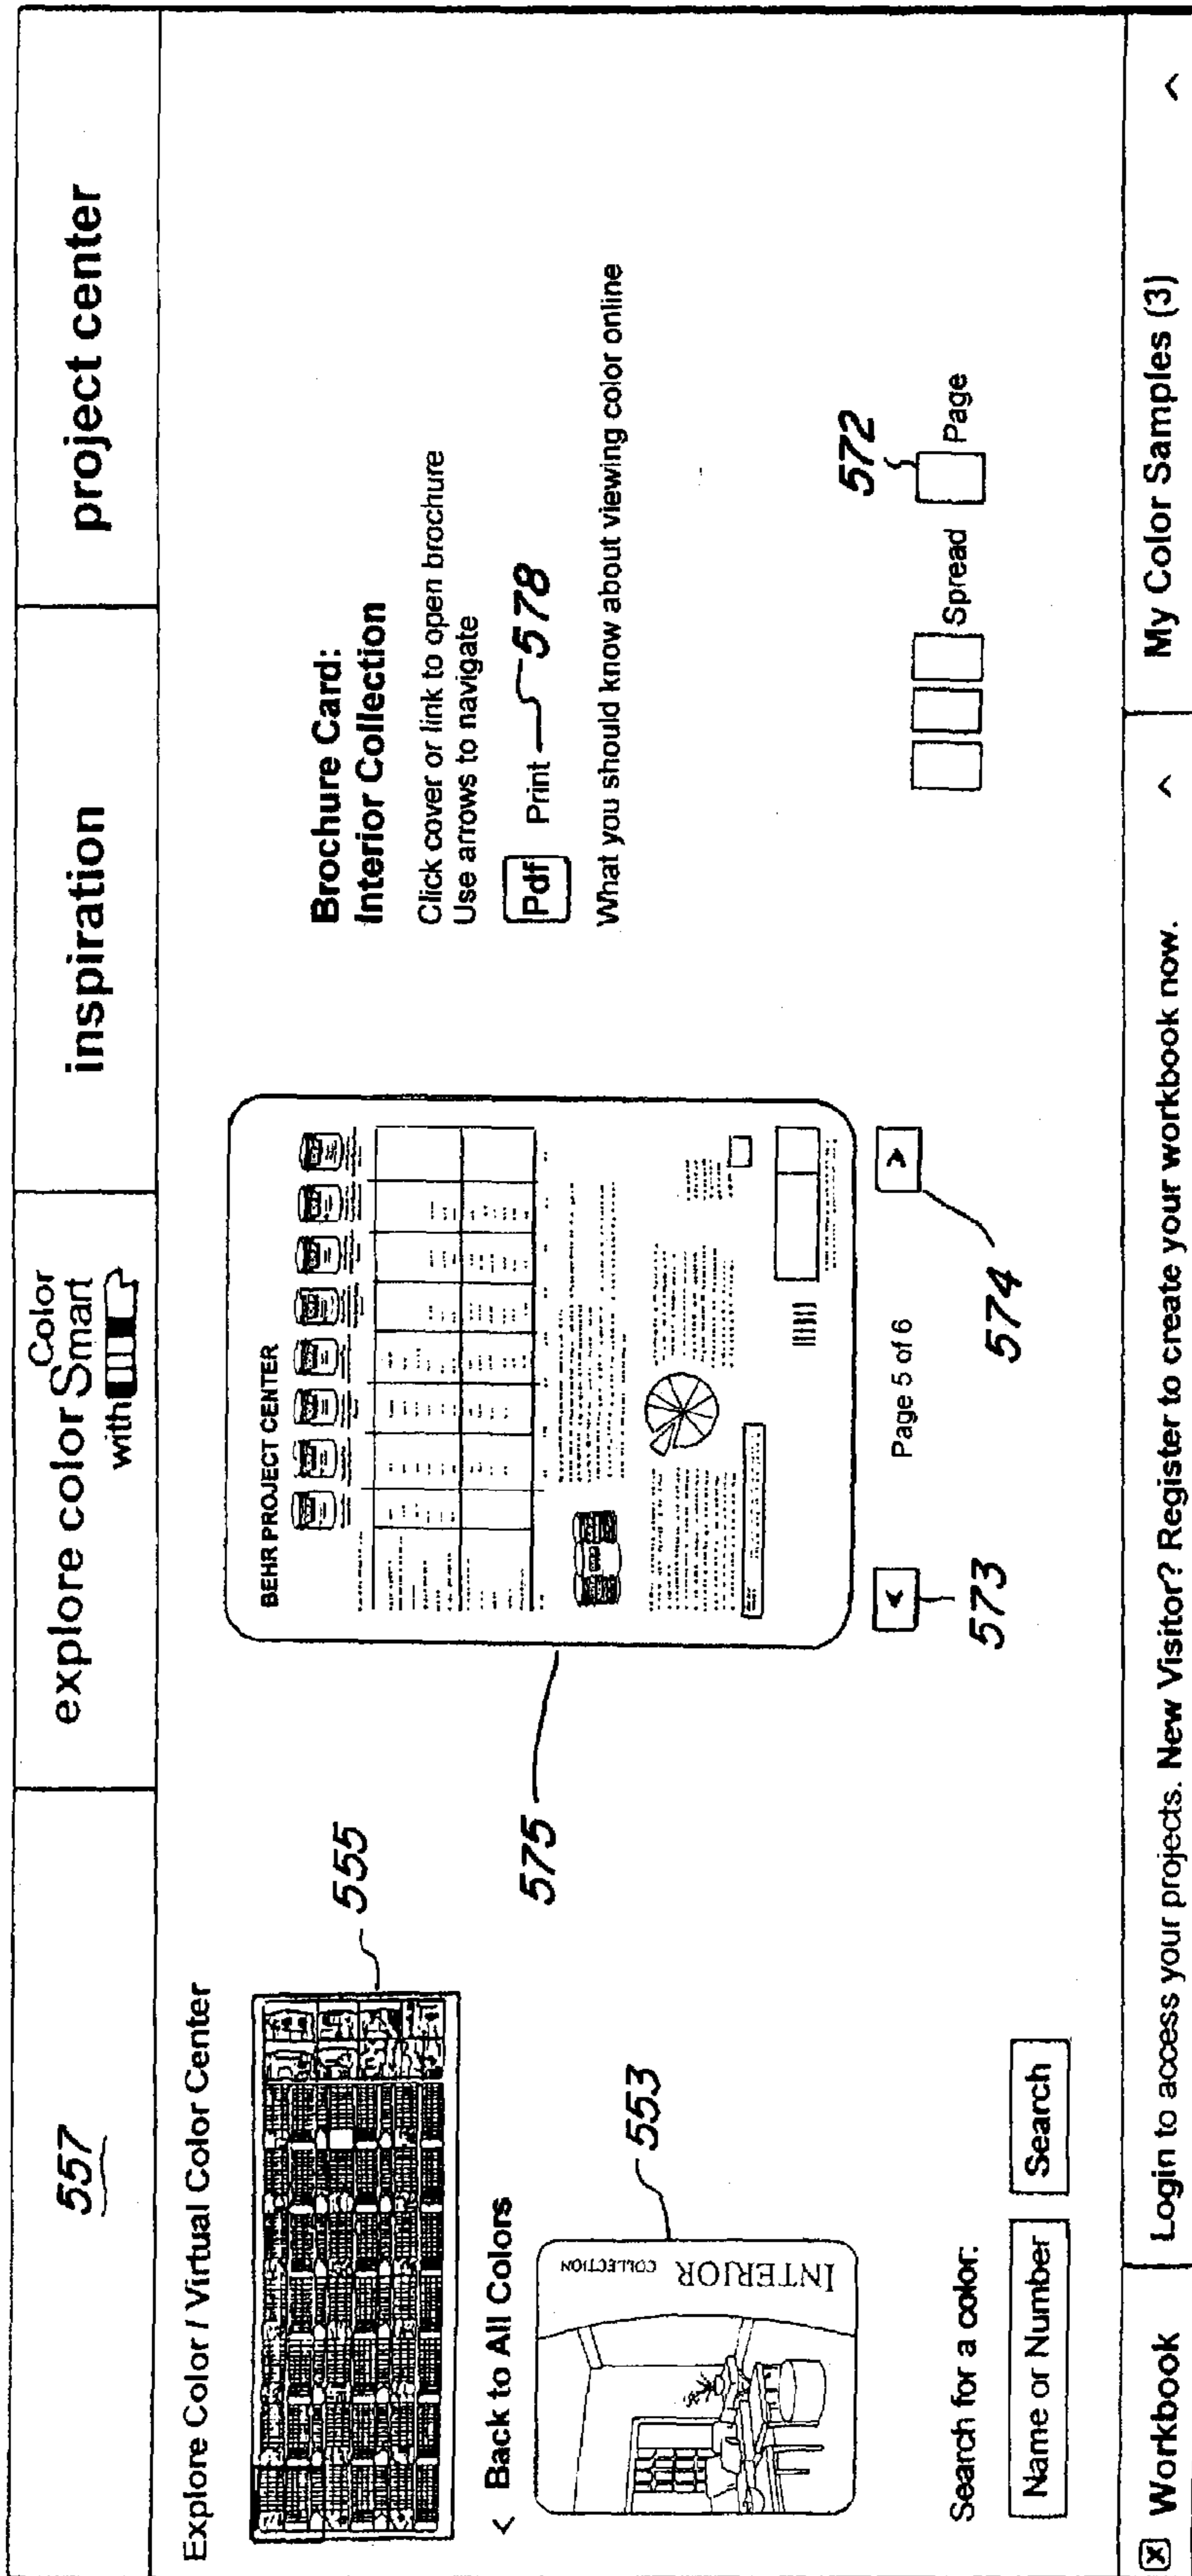 557
explore color with Color Smart
inspiration
project center
Explore Color / Virtual Color Center
555
< Back to All Colors
INTERIOR
COLLECTION
553
Search for a color:
Name or Number
Search
BEHR PROJECT CENTER
575
<
Page 5 of 6
>
573
574
Brochure Card:
Interior Collection
Click cover or link to open brochure
Use arrows to navigate
Pdf Print 578
What you should know about viewing color online
572
Spread
Page
x Workbook
Login to access your projects. New Visitor? Register to create your workbook now. ^
My Color Samples (3) ^